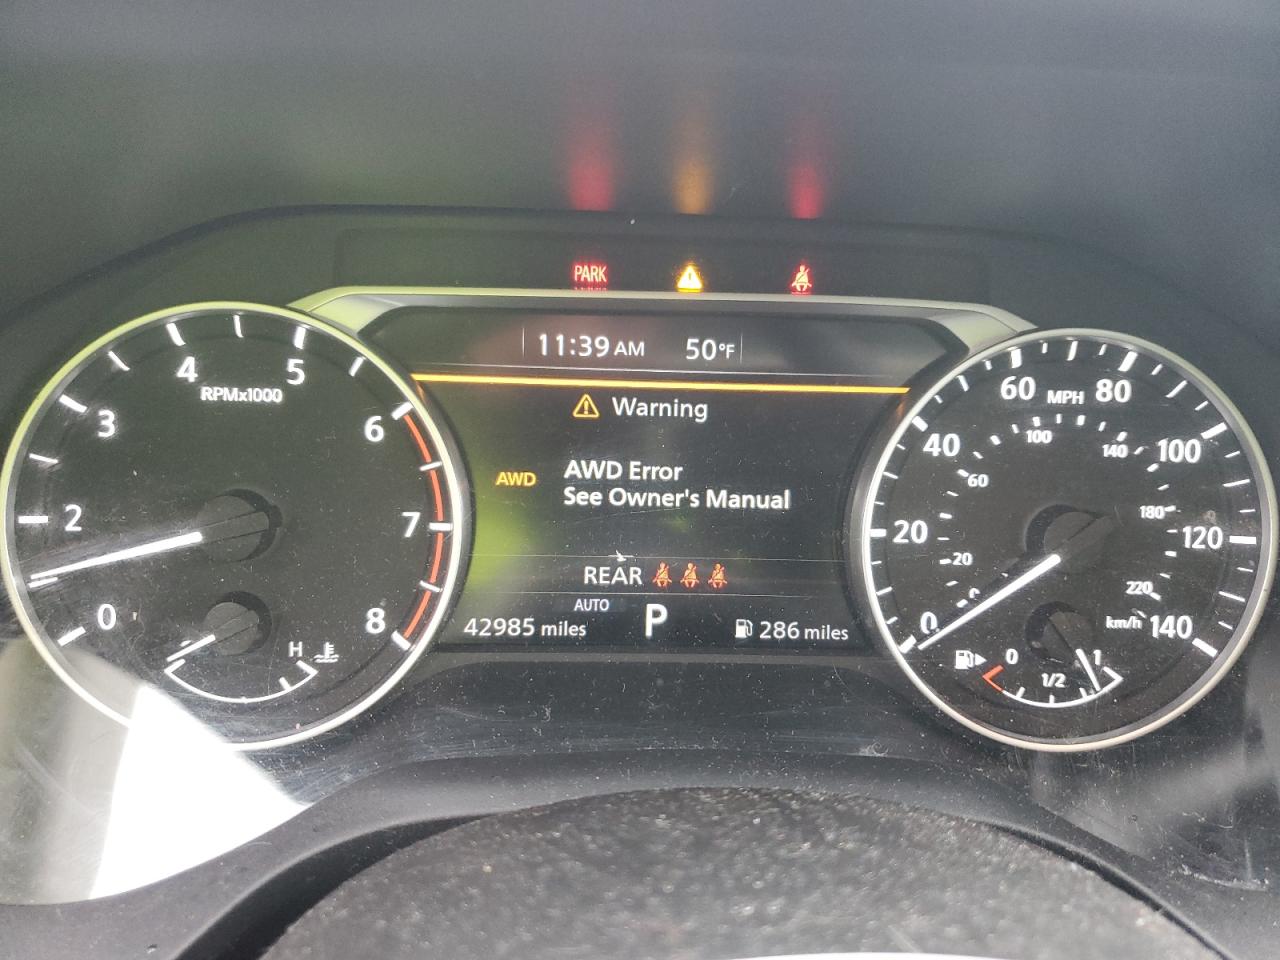 PARK
11:39 AM 50°F
Warning
AWD
AWD Error
See Owner's Manual
REAR
AUTO
42985 miles
P
286 miles
RPMx1000
0
2
3
4
5
6
7
8
H
MPH
0
20
40
60
80
100
120
140
km/h
0
20
60
100
140
180
220
0
1/2
1